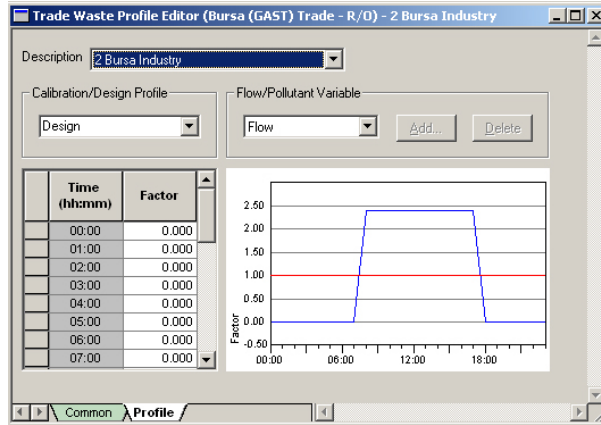 Trade Waste Profile Editor (Bursa (GAST) Trade - R/O) - 2 Bursa Industry
Description 2 Bursa Industry
Calibration/Design Profile
Flow/Pollutant Variable
Design
Flow
Add...
Delete
Time (hh:mm) Factor
00:00 0.000
01:00 0.000
02:00 0.000
03:00 0.000
04:00 0.000
05:00 0.000
06:00 0.000
07:00 0.000
2.50
2.00
1.50
1.00
0.50
0.00
-0.50
Factor
00:00 06:00 12:00 18:00
Common Profile